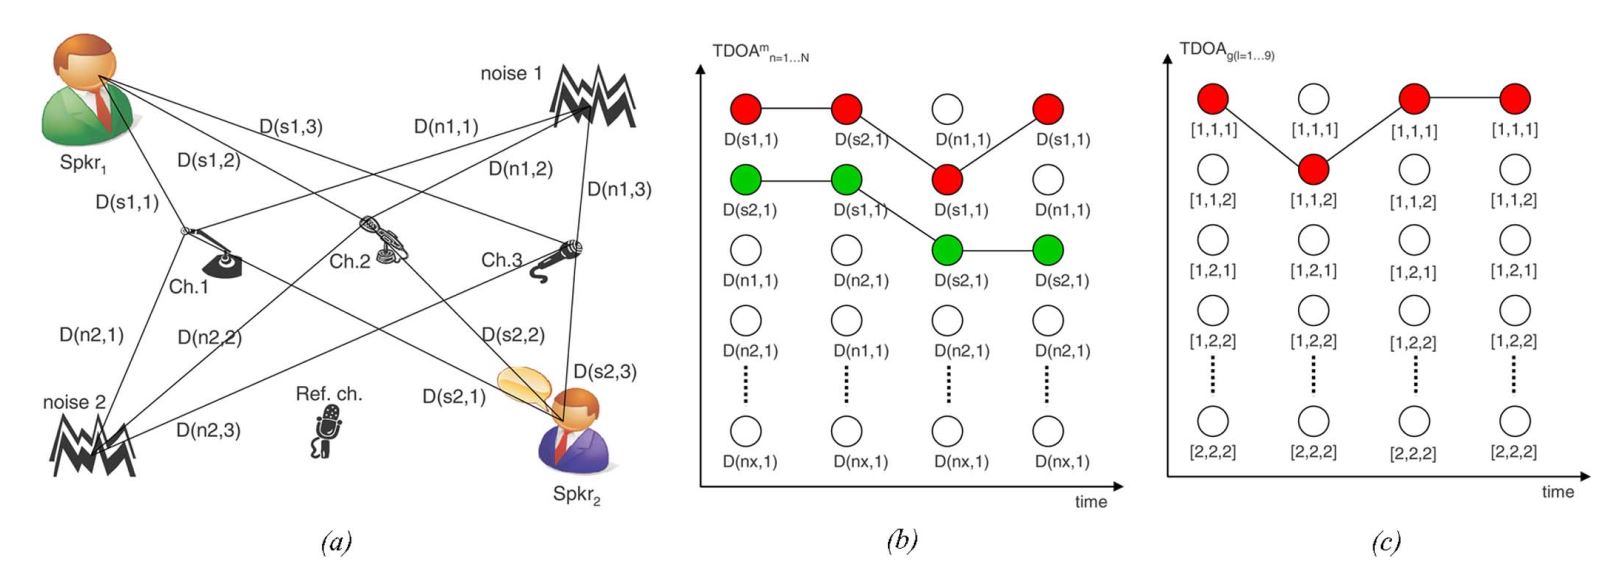 noise 1
Spkr1
D(s1,3)
D(n1,1)
D(s1,2)
D(n1,2)
D(n1,3)
D(s1,1)
Ch.1
Ch.2
Ch.3
D(n2,1)
D(n2,2)
D(s2,2)
D(s2,3)
D(s2,1)
noise 2
Ref. ch.
D(n2,3)
Spkr2
(a)
TDOAm n=1...N
D(s1,1) D(s2,1) D(n1,1) D(s1,1)
D(s2,1) D(s1,1) D(s1,1) D(n1,1)
D(n1,1) D(n2,1) D(s2,1) D(s2,1)
D(n2,1) D(n1,1) D(n2,1) D(n2,1)
D(nx,1) D(nx,1) D(nx,1) D(nx,1)
time
(b)
TDOAg(l=1...9)
[1,1,1] [1,1,1] [1,1,1] [1,1,1]
[1,1,2] [1,1,2] [1,1,2] [1,1,2]
[1,2,1] [1,2,1] [1,2,1] [1,2,1]
[1,2,2] [1,2,2] [1,2,2] [1,2,2]
[2,2,2] [2,2,2] [2,2,2] [2,2,2]
time
(c)